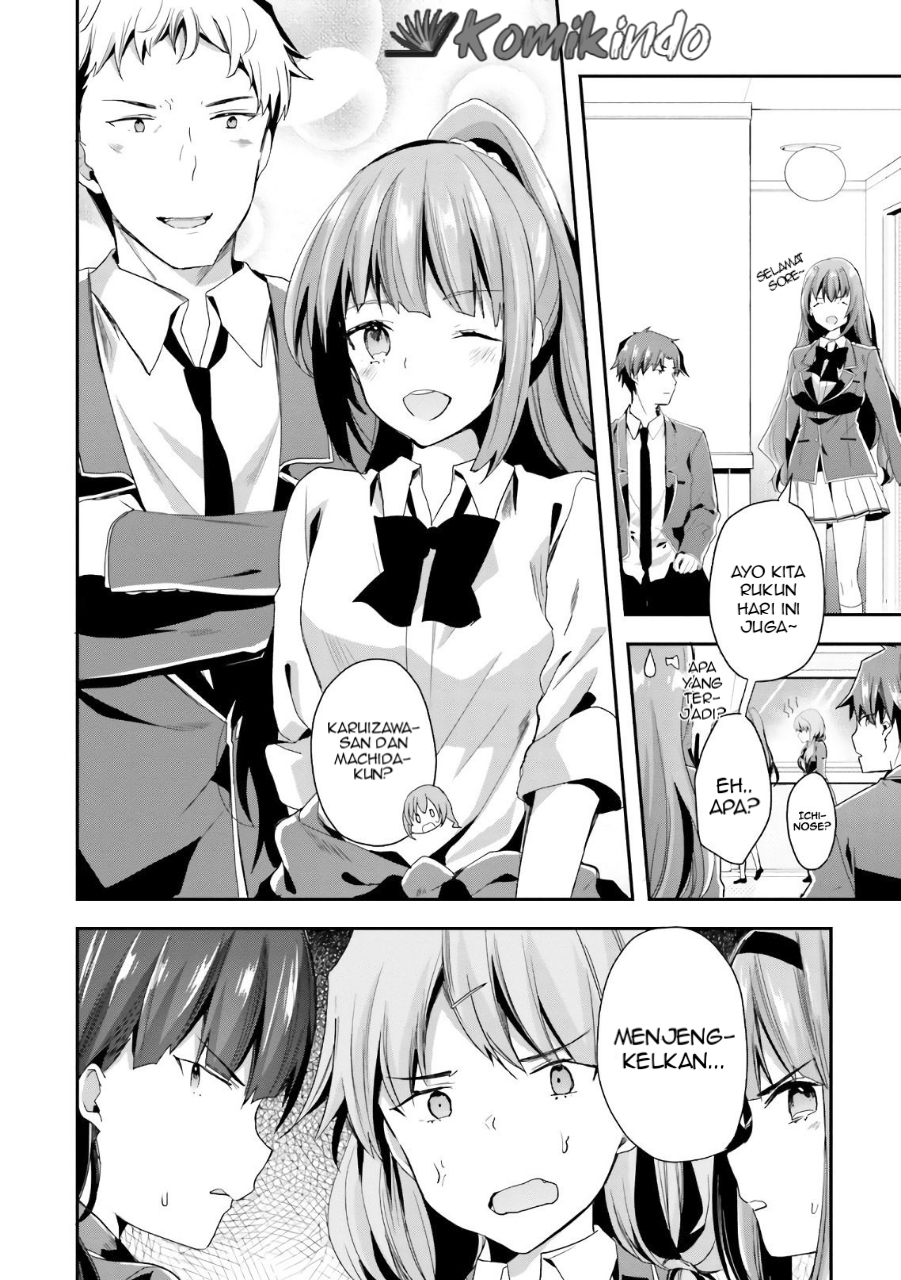 Komikindo
SELAMAT
SORE~
AYO KITA
RUKUN
HARI INI
JUGA~
APA
YANG
TER-
JADI?
EH..
APA?
ICHI-
NOSE?
KARUIZAWA-
SAN DAN
MACHIDA-
KUN?
MENJENG-
KELKAN...